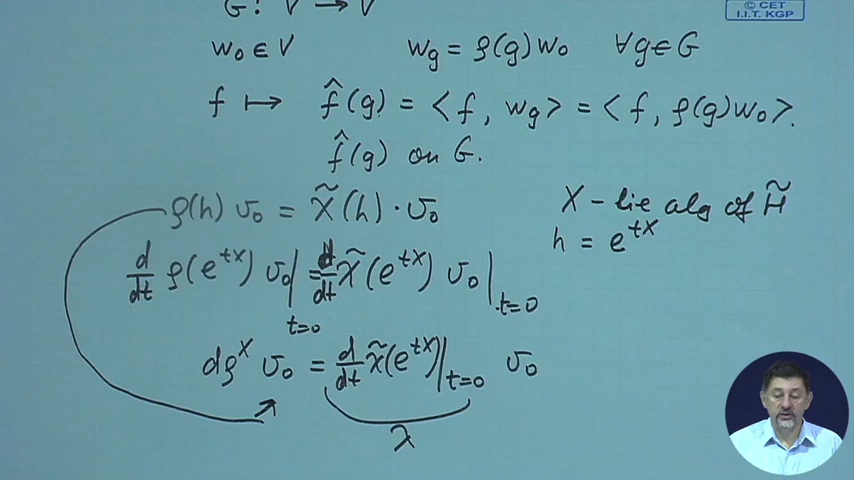 G : V → V
© CET
I.I.T. KGP
w₀ ∈ V w_g = ρ(g) w₀ ∀g ∈ G
f ↦ f̂(g) = < f, w_g > = < f, ρ(g) w₀ >.
f̂(g) on G.
ρ(h) v₀ = χ̃(h) · v₀ X - lie alg of H̃
h = e^{tX}
d/dt ρ(e^{tX}) v₀ |_{t=0} = d/dt χ̃(e^{tX}) v₀ |_{t=0}
dρ^X v₀ = d/dt χ̃(e^{tX}) |_{t=0} v₀
λ